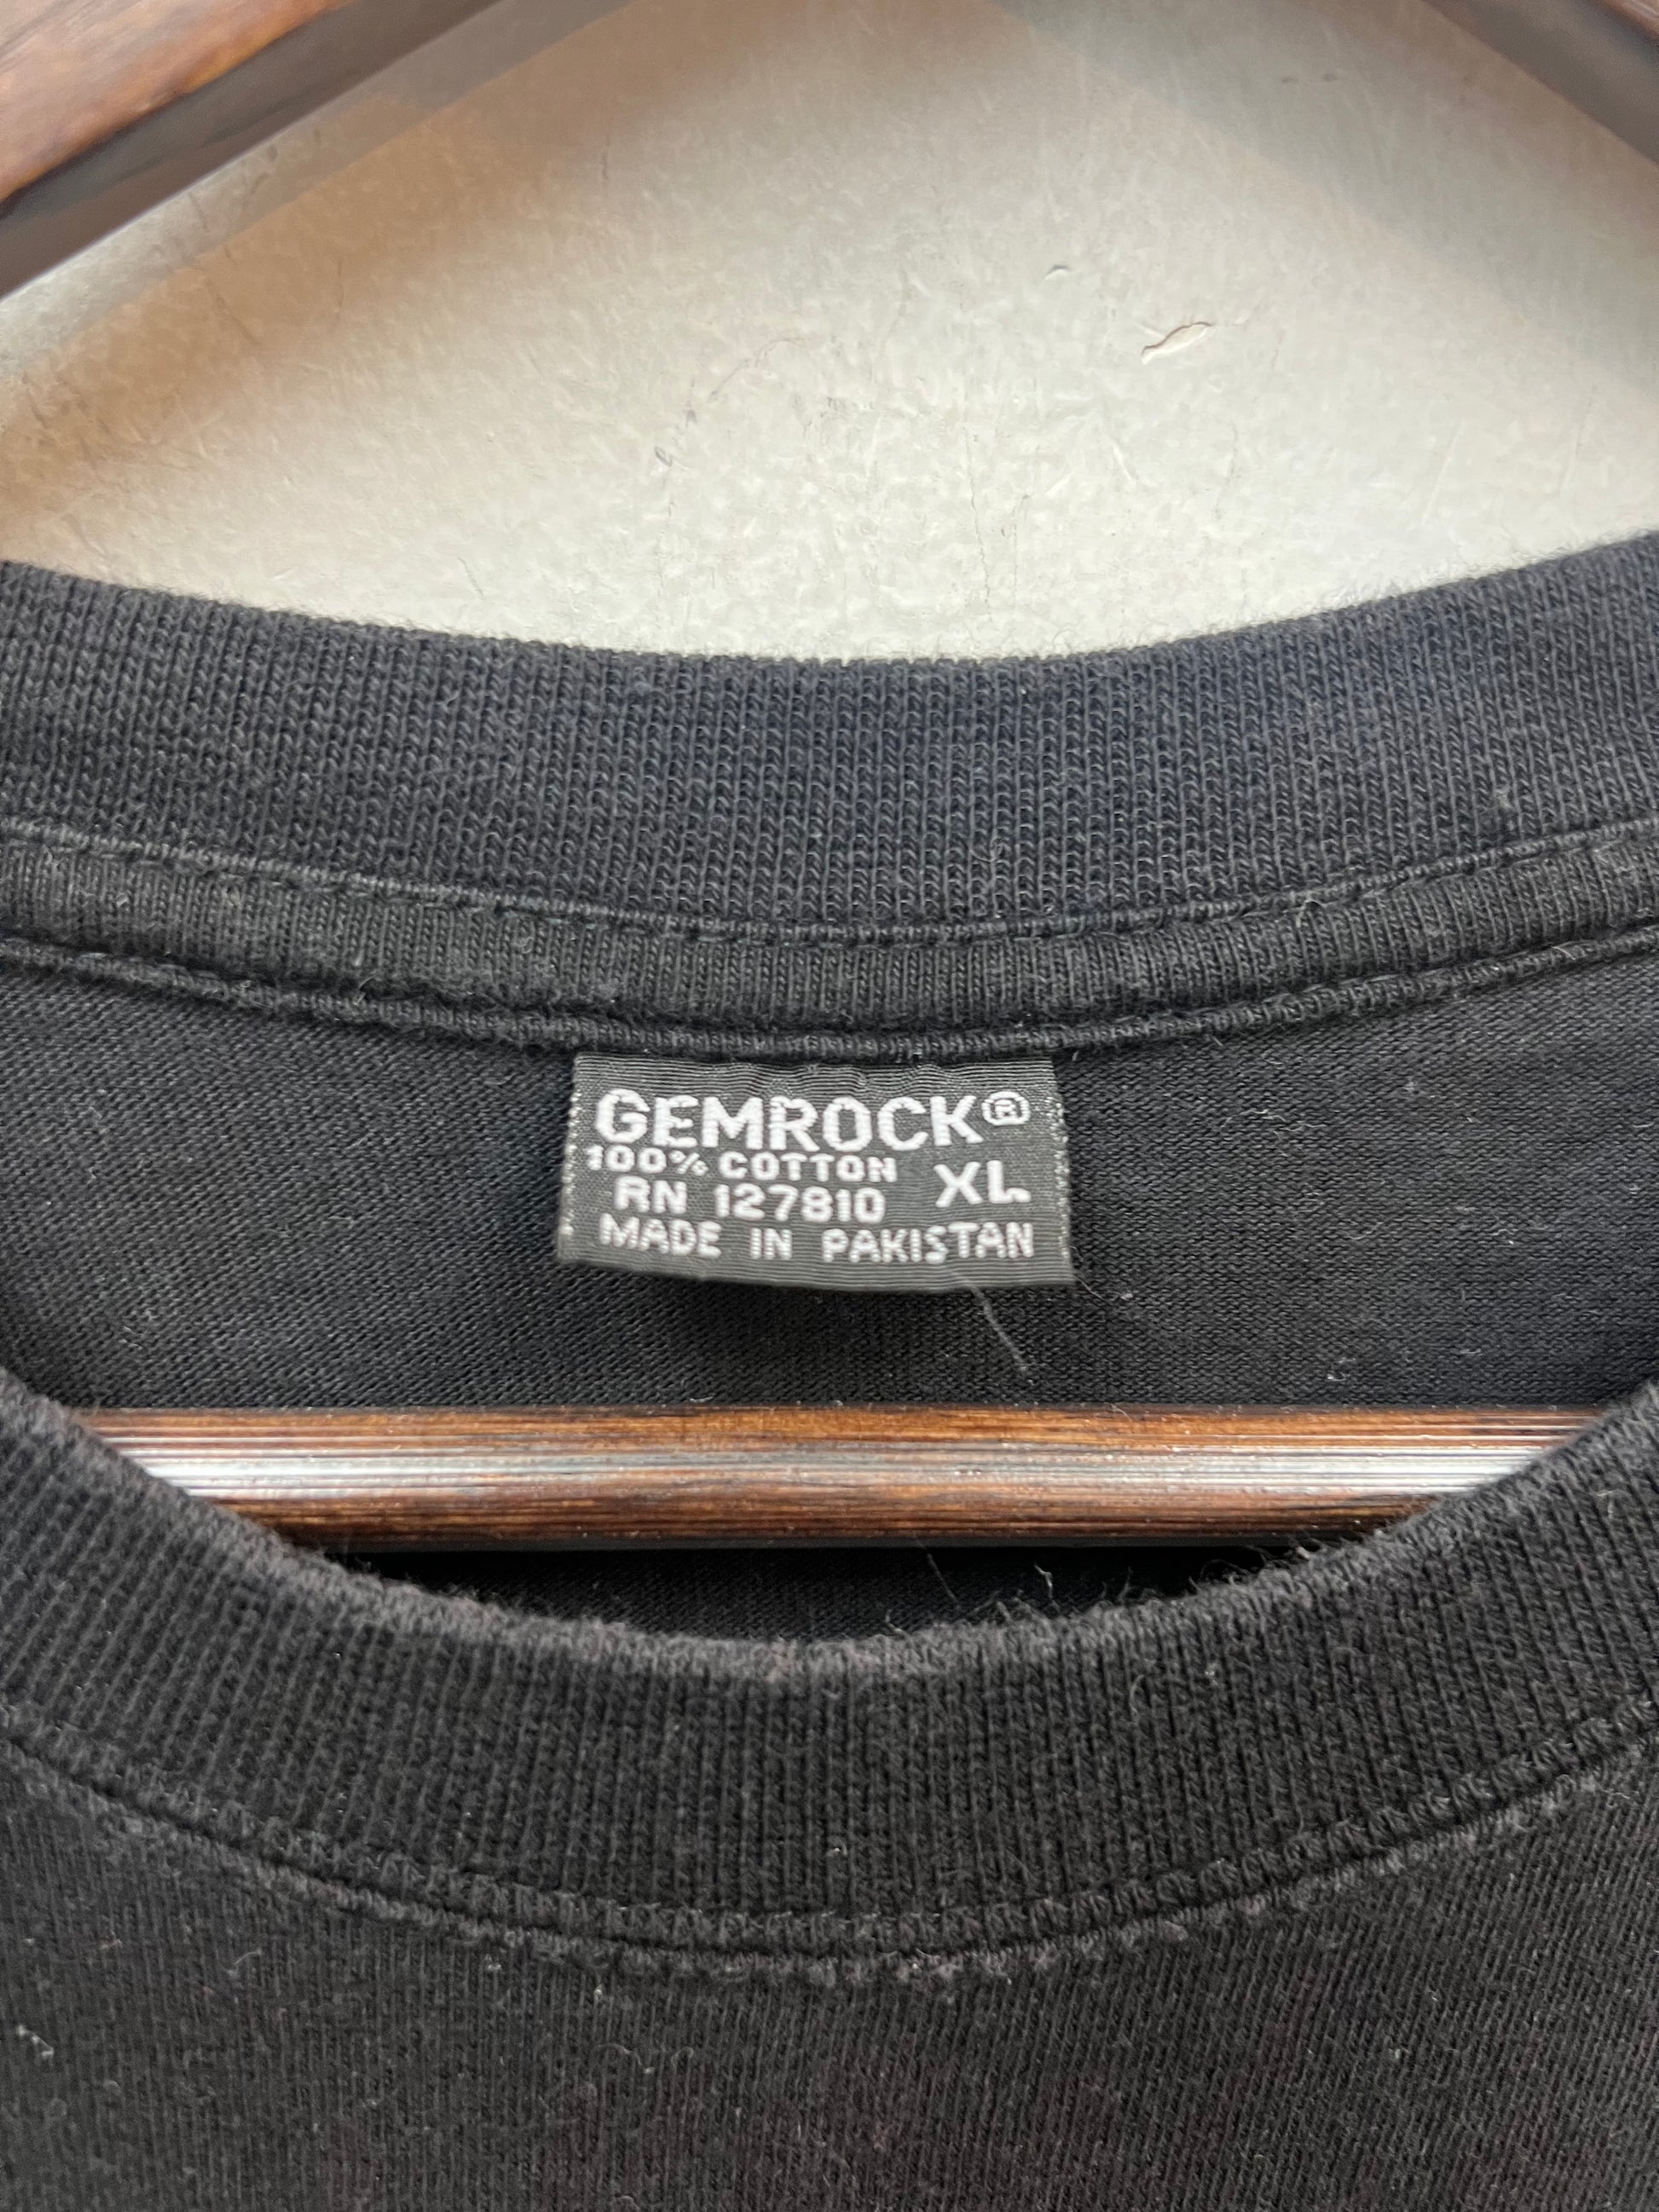 GEMROCK®
100% COTTON XL
RN 127810
MADE IN PAKISTAN